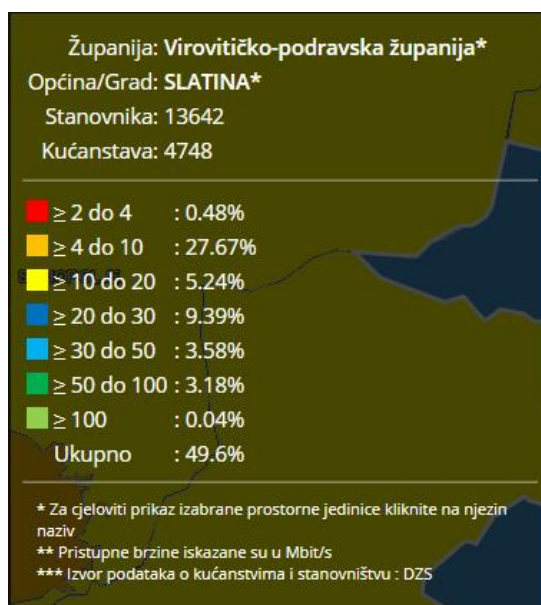 Županija: Virovitičko-podravska županija*
Općina/Grad: SLATINA*
Stanovnika: 13642
Kućanstava: 4748
≥ 2 do 4 : 0.48%
≥ 4 do 10 : 27.67%
≥ 10 do 20 : 5.24%
≥ 20 do 30 : 9.39%
≥ 30 do 50 : 3.58%
≥ 50 do 100 : 3.18%
≥ 100 : 0.04%
Ukupno : 49.6%
* Za cjeloviti prikaz izabrane prostorne jedinice kliknite na njezin
naziv
** Pristupne brzine iskazane su u Mbit/s
*** Izvor podataka o kućanstvima i stanovništvu : DZS